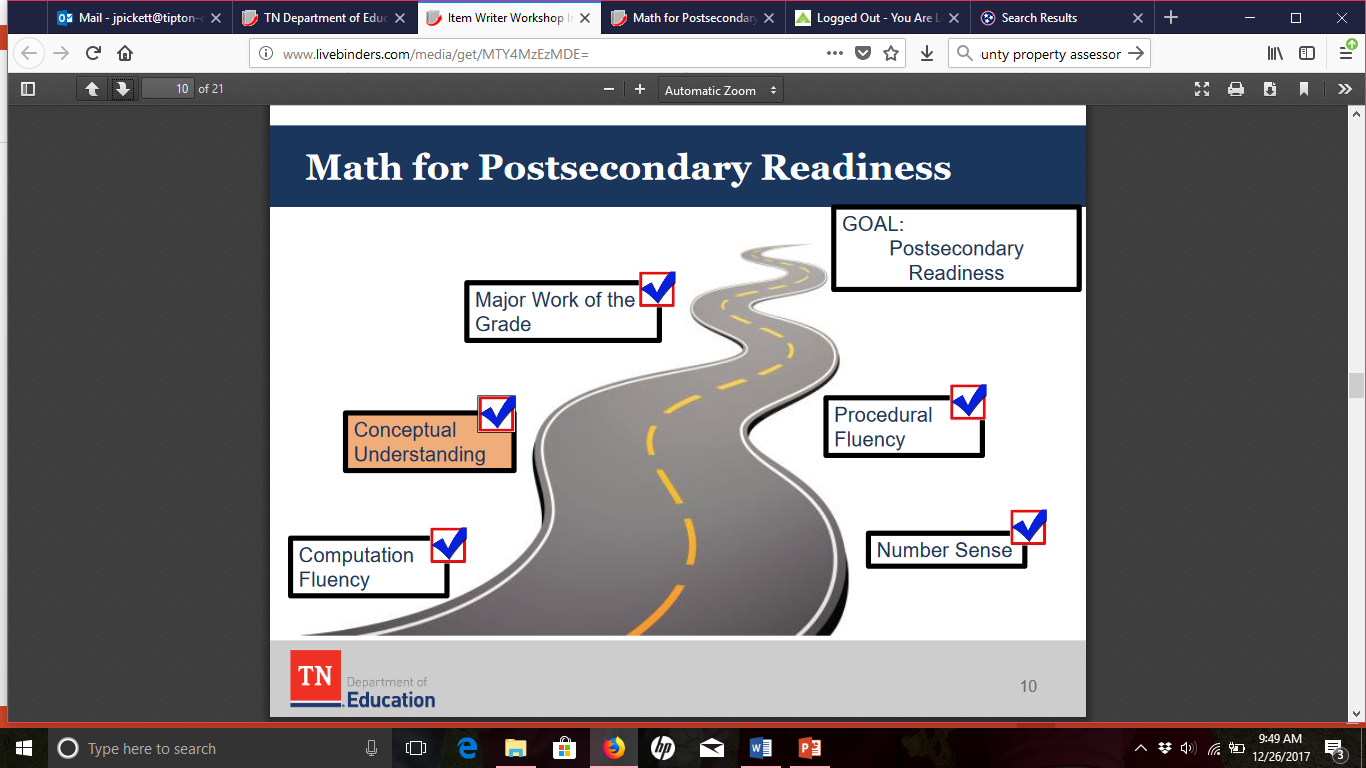 Mail - jpickett@tipton-
TN Department of Educ
Item Writer Workshop I
Math for Postsecondary
Logged Out - You Are L
Search Results
www.livebinders.com/media/get/MTY4MzEzMDE=
unty property assessor
10 of 21
Automatic Zoom
Math for Postsecondary Readiness
GOAL:
Postsecondary
Readiness
Major Work of the
Grade
Conceptual
Understanding
Procedural
Fluency
Computation
Fluency
Number Sense
TN
Department of
Education
10
Type here to search
9:49 AM
12/26/2017
3